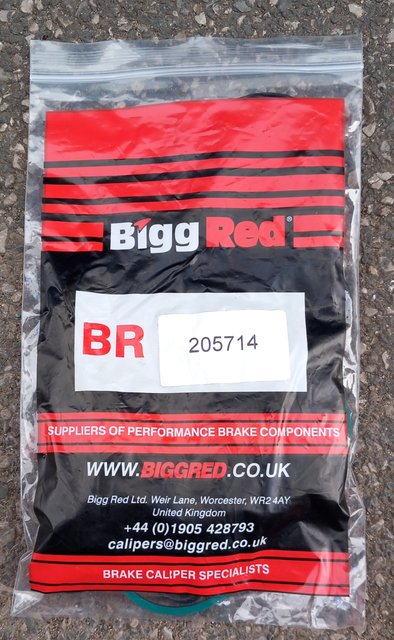 Bigg Red®
BR 205714
SUPPLIERS OF PERFORMANCE BRAKE COMPONENTS
WWW.BIGGRED.CO.UK
Bigg Red Ltd. Weir Lane, Worcester, WR2 4AY
United Kingdom
+44 (0)1905 428793
calipers@biggred.co.uk
BRAKE CALIPER SPECIALISTS